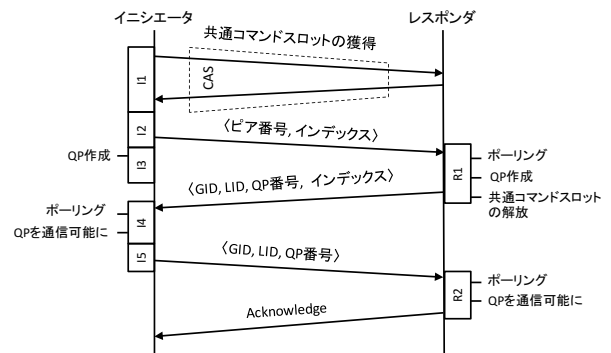 イニシエータ
レスポンダ
共通コマンドスロットの獲得
CAS
I1
I2
〈ピア番号, インデックス〉
QP作成
I3
R1
ポーリング
QP作成
共通コマンドスロット
の解放
〈GID, LID, QP番号, インデックス〉
ポーリング
I4
QPを通信可能に
I5
〈GID, LID, QP番号〉
R2
ポーリング
QPを通信可能に
Acknowledge